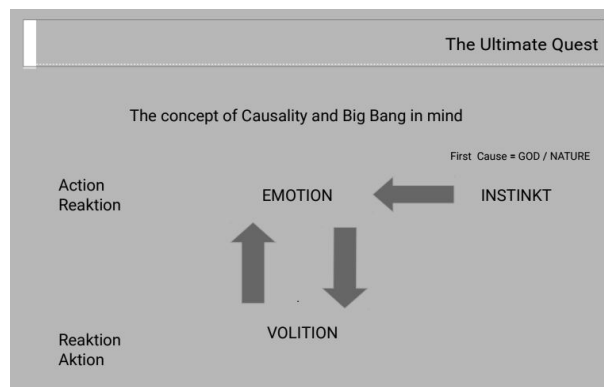 The Ultimate Quest
The concept of Causality and Big Bang in mind
First Cause = GOD / NATURE
Action
Reaktion
EMOTION
INSTINKT
VOLITION
Reaktion
Aktion